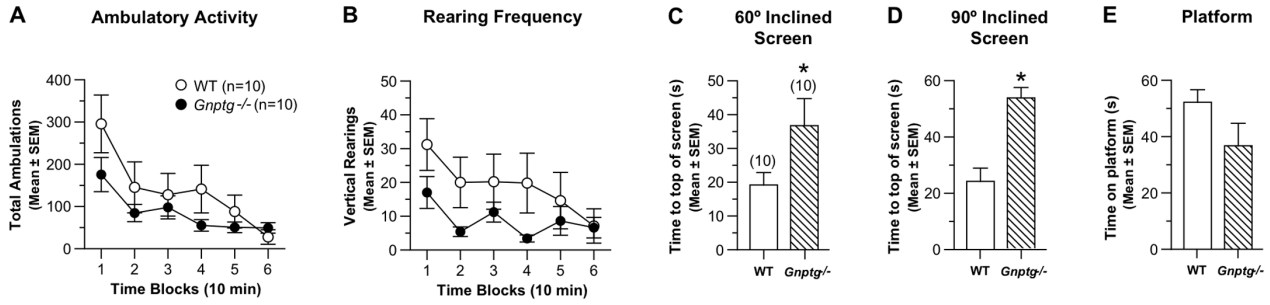 A
Ambulatory Activity
Total Ambulations
(Mean ± SEM)
400
300
200
100
0
WT (n=10)
Gnptg -/- (n=10)
1 2 3 4 5 6
Time Blocks (10 min)
B
Rearing Frequency
Vertical Rearings
(Mean ± SEM)
50
40
30
20
10
0
1 2 3 4 5 6
Time Blocks (10 min)
C
60º Inclined
Screen
Time to top of screen (s)
(Mean ± SEM)
50
40
30
20
10
0
(10)
*
(10)
WT Gnptg-/-
D
90º Inclined
Screen
Time to top of screen (s)
(Mean ± SEM)
60
40
20
0
*
WT Gnptg-/-
E
Platform
Time on platform (s)
(Mean ± SEM)
60
40
20
0
WT Gnptg-/-